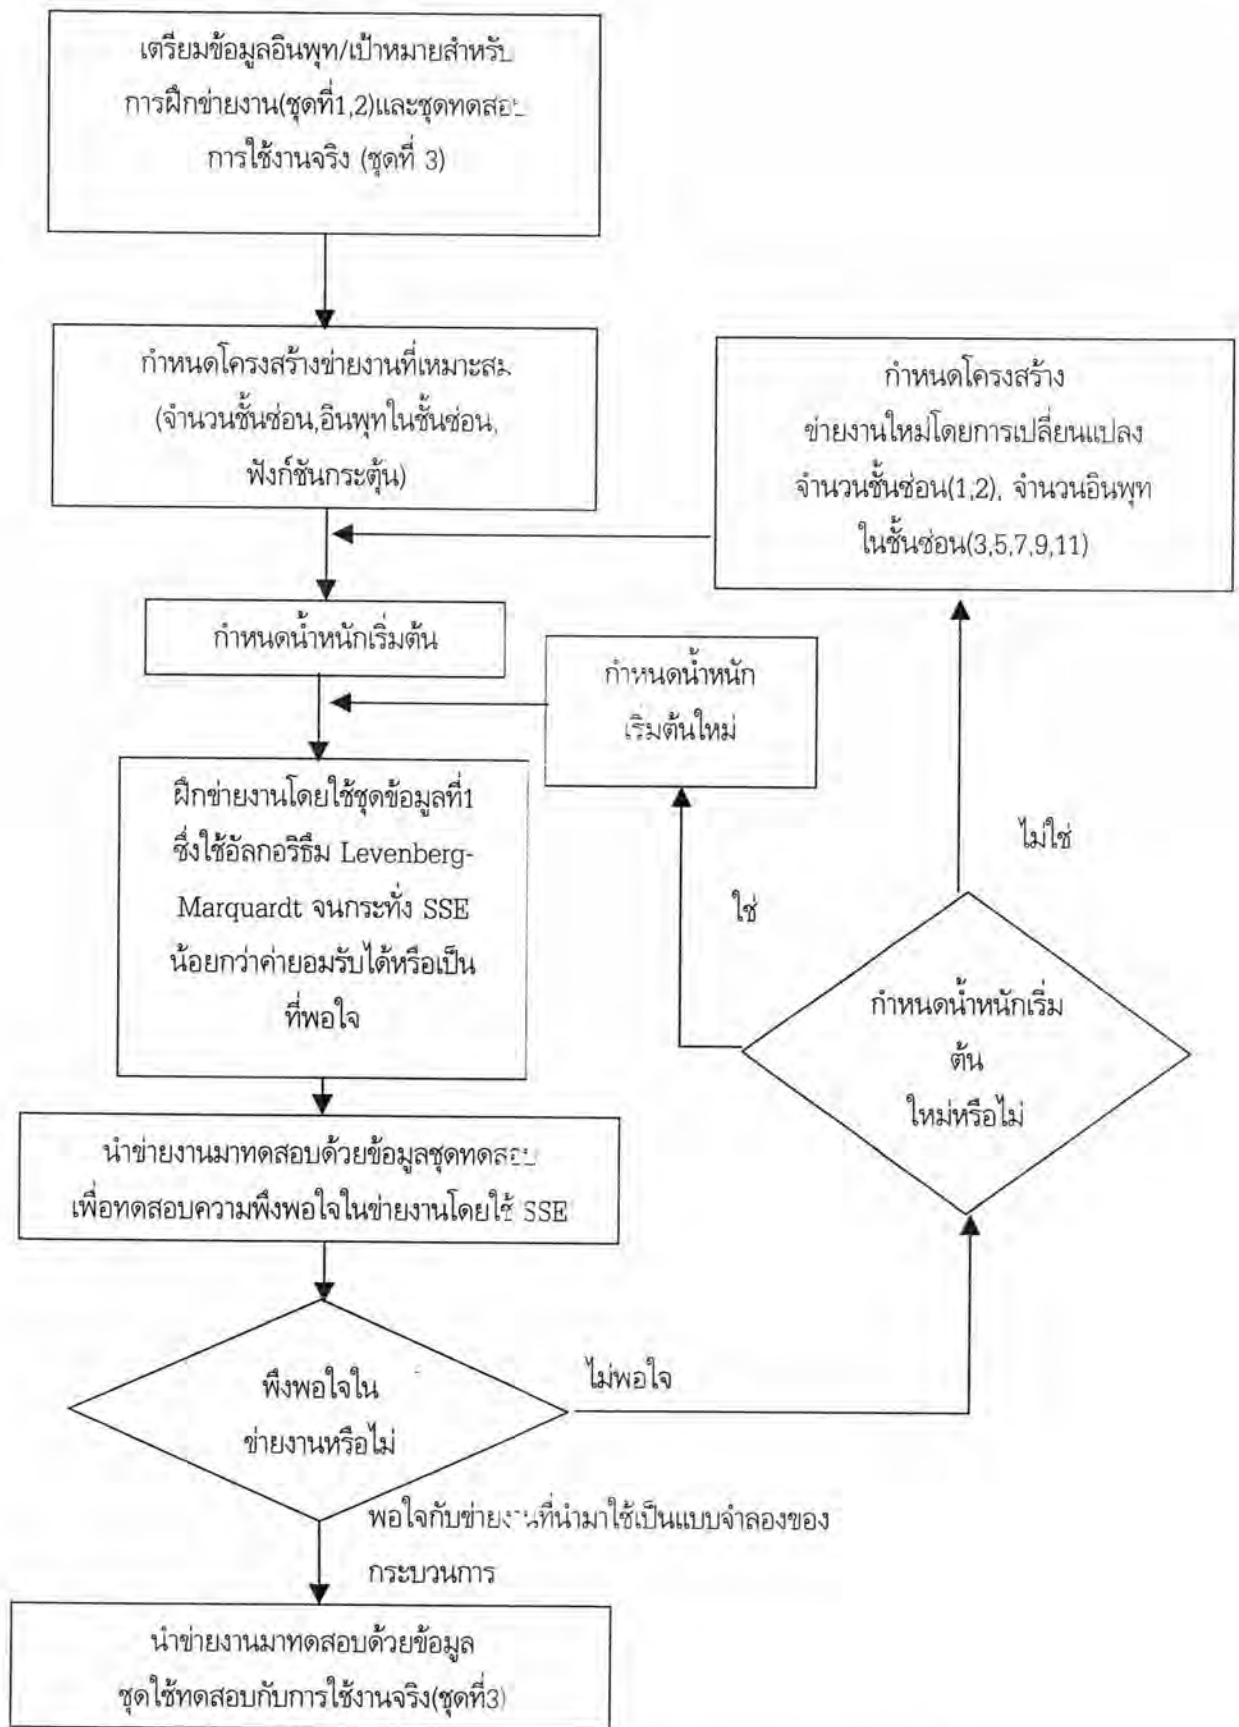 เตรียมข้อมูลอินพุท/เป้าหมายสำหรับ
การฝึกข่ายงาน(ชุดที่1,2)และชุดทดสอบ
การใช้งานจริง (ชุดที่ 3)
กำหนดโครงสร้างข่ายงานที่เหมาะสม
(จำนวนชั้นซ่อน,อินพุทในชั้นซ่อน,
ฟังก์ชันกระตุ้น)
กำหนดโครงสร้าง
ข่ายงานใหม่โดยการเปลี่ยนแปลง
จำนวนชั้นซ่อน(1,2), จำนวนอินพุท
ในชั้นซ่อน(3,5,7,9,11)
กำหนดน้ำหนักเริ่มต้น
กำหนดน้ำหนัก
เริ่มต้นใหม่
ฝึกข่ายงานโดยใช้ชุดข้อมูลที่1
ซึ่งใช้อัลกอริธึม Levenberg-
Marquardt จนกระทั่ง SSE
น้อยกว่าค่ายอมรับได้หรือเป็น
ที่พอใจ
ไม่ใช่
ใช่
กำหนดน้ำหนักเริ่ม
ต้น
ใหม่หรือไม่
นำข่ายงานมาทดสอบด้วยข้อมูลชุดทดสอบ
เพื่อทดสอบความพึงพอใจในข่ายงานโดยใช้ SSE
พึงพอใจใน
ข่ายงานหรือไม่
ไม่พอใจ
พอใจกับข่ายงานที่นำมาใช้เป็นแบบจำลองของ
กระบวนการ
นำข่ายงานมาทดสอบด้วยข้อมูล
ชุดใช้ทดสอบกับการใช้งานจริง(ชุดที่3)